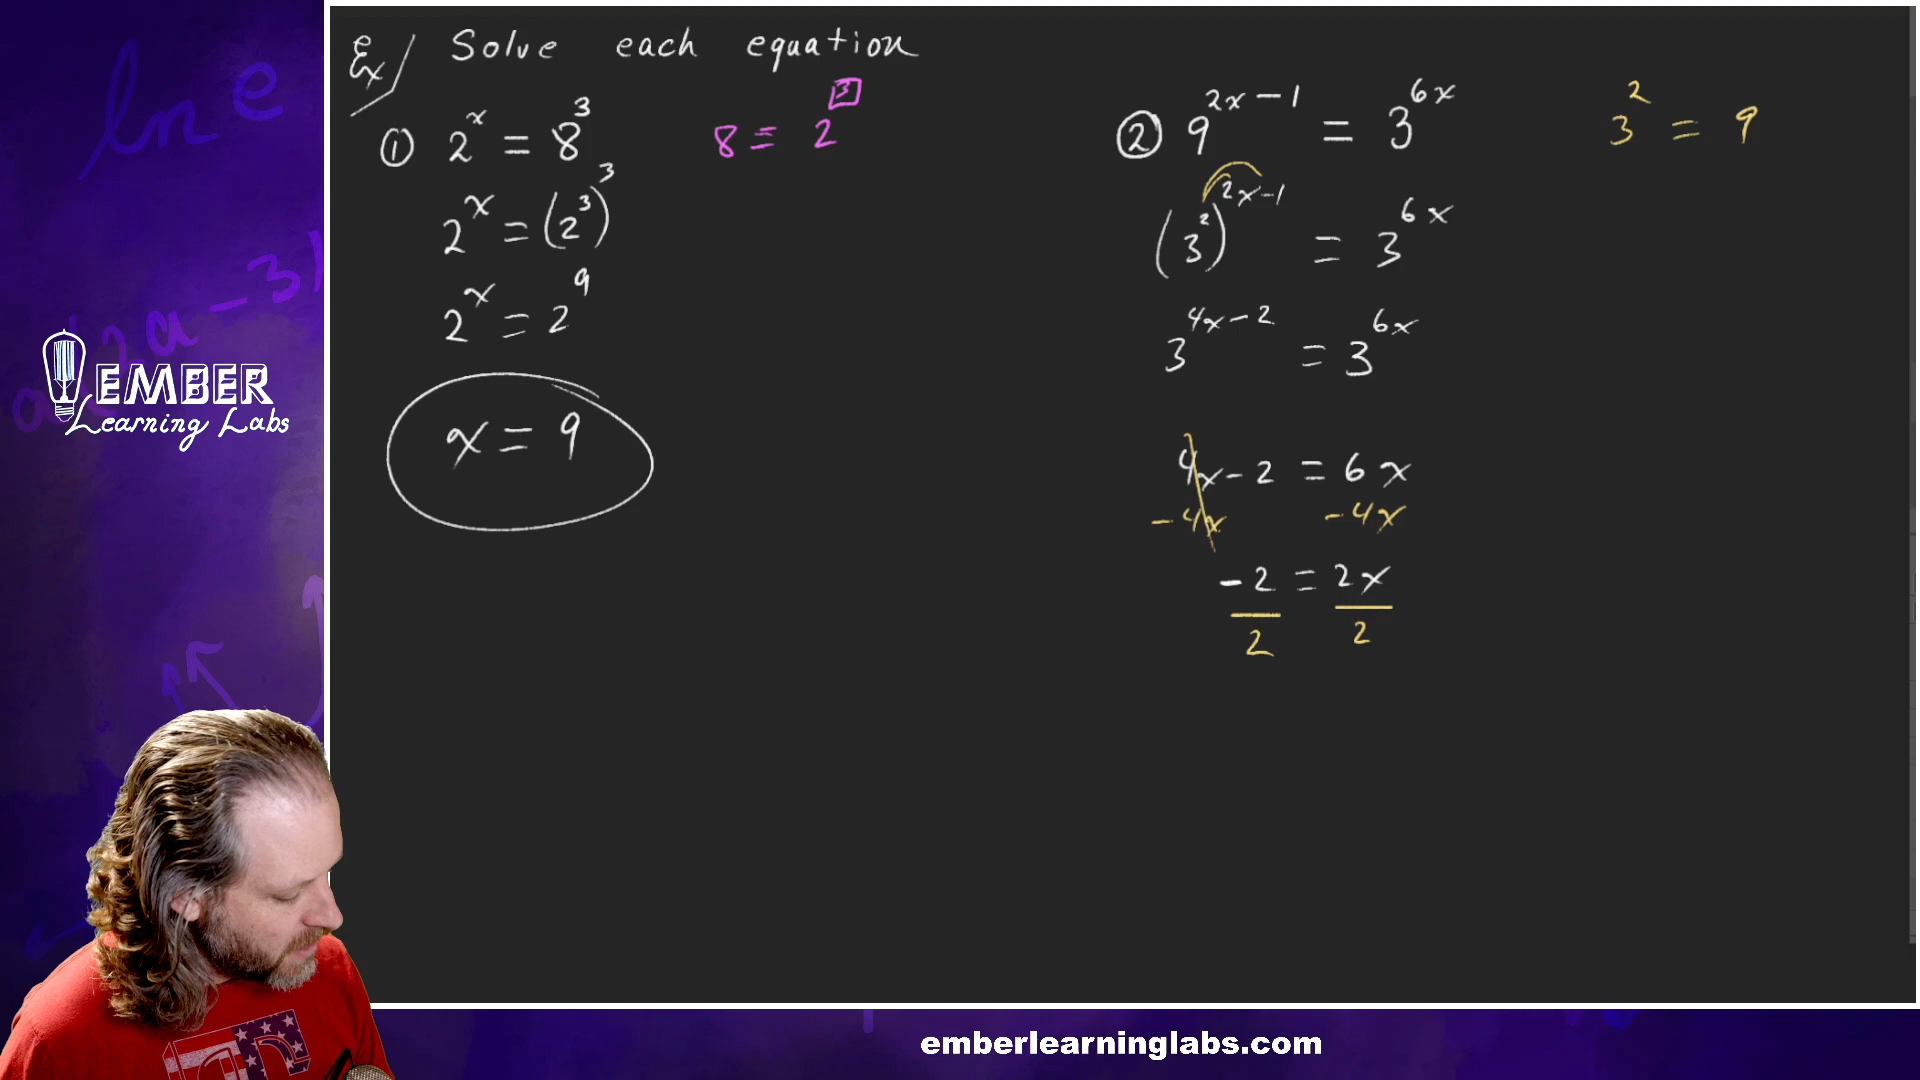 Ex/ Solve each equation
① 2^x = 8^3
8 = 2^3
2^x = (2^3)^3
2^x = 2^9
x = 9
② 9^(2x-1) = 3^(6x)
3^2 = 9
(3^2)^(2x-1) = 3^(6x)
3^(4x-2) = 3^(6x)
4x - 2 = 6x
-4x -4x
-2 = 2x
2 2
EMBER
Learning Labs
ln e
emberlearninglabs.com